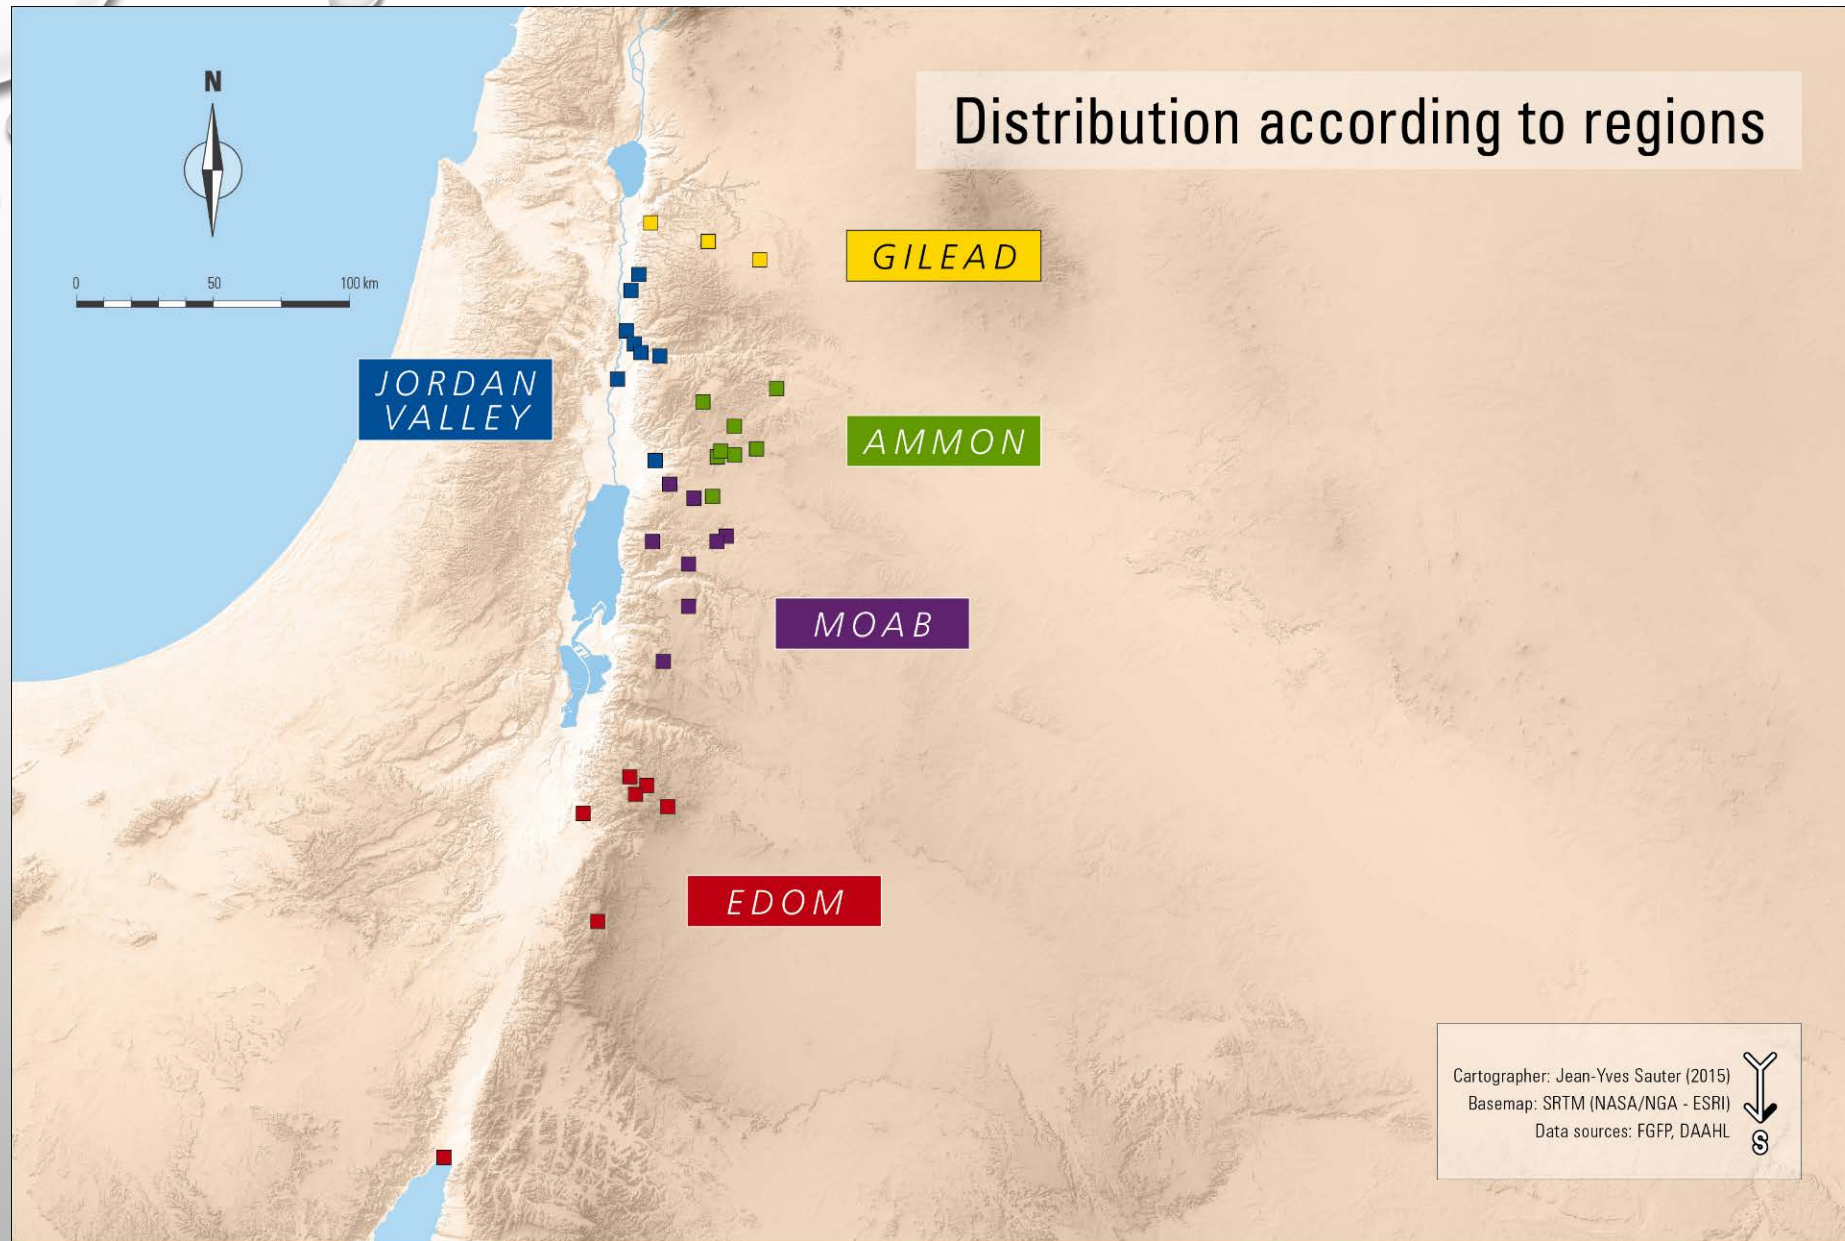 N
Distribution according to regions
GILEAD
0 50 100 km
JORDAN
VALLEY
AMMON
MOAB
EDOM
Cartographer: Jean-Yves Sauter (2015)
Basemap: SRTM (NASA/NGA - ESRI)
Data sources: FGFP, DAAHL
S